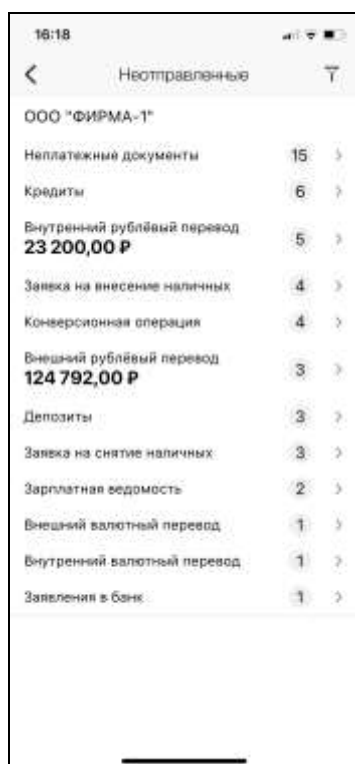 16:18
Неотправленные
ООО "ФИРМА-1"
Неплатежные документы 15
Кредиты 6
Внутренний рублёвый перевод
23 200,00 ₽ 5
Заявка на внесение наличных 4
Конверсионная операция 4
Внешний рублёвый перевод
124 792,00 ₽ 3
Депозиты 3
Заявка на снятие наличных 3
Зарплатная ведомость 2
Внешний валютный перевод 1
Внутренний валютный перевод 1
Заявления в банк 1